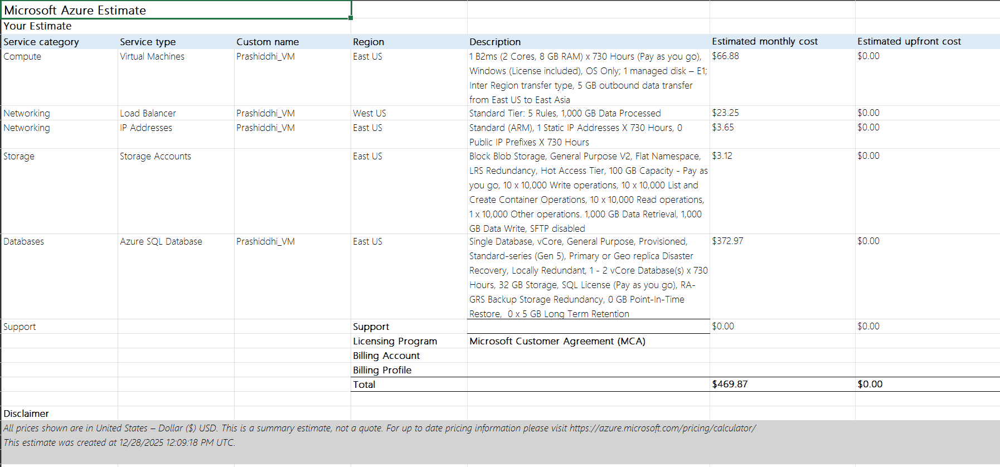 Microsoft Azure Estimate
Your Estimate
Service category Service type Custom name Region Description Estimated monthly cost Estimated upfront cost
Compute Virtual Machines Prashiddhi_VM East US 1 B2ms (2 Cores, 8 GB RAM) x 730 Hours (Pay as you go), $66.88 $0.00
Windows (License included), OS Only; 1 managed disk – E1;
Inter Region transfer type, 5 GB outbound data transfer
from East US to East Asia
Networking Load Balancer Prashiddhi_VM West US Standard Tier: 5 Rules, 1,000 GB Data Processed $23.25 $0.00
Networking IP Addresses Prashiddhi_VM East US Standard (ARM), 1 Static IP Addresses X 730 Hours, 0 $3.65 $0.00
Public IP Prefixes X 730 Hours
Storage Storage Accounts East US Block Blob Storage, General Purpose V2, Flat Namespace, $3.12 $0.00
LRS Redundancy, Hot Access Tier, 100 GB Capacity - Pay as
you go, 10 x 10,000 Write operations, 10 x 10,000 List and
Create Container Operations, 10 x 10,000 Read operations,
1 x 10,000 Other operations. 1,000 GB Data Retrieval, 1,000
GB Data Write, SFTP disabled
Databases Azure SQL Database Prashiddhi_VM East US Single Database, vCore, General Purpose, Provisioned, $372.97 $0.00
Standard-series (Gen 5), Primary or Geo replica Disaster
Recovery, Locally Redundant, 1 - 2 vCore Database(s) x 730
Hours, 32 GB Storage, SQL License (Pay as you go), RA-
GRS Backup Storage Redundancy, 0 GB Point-In-Time
Restore, 0 x 5 GB Long Term Retention
Support Support $0.00 $0.00
Licensing Program Microsoft Customer Agreement (MCA)
Billing Account
Billing Profile
Total $469.87 $0.00
Disclaimer
All prices shown are in United States – Dollar ($) USD. This is a summary estimate, not a quote. For up to date pricing information please visit https://azure.microsoft.com/pricing/calculator/
This estimate was created at 12/28/2025 12:09:18 PM UTC.